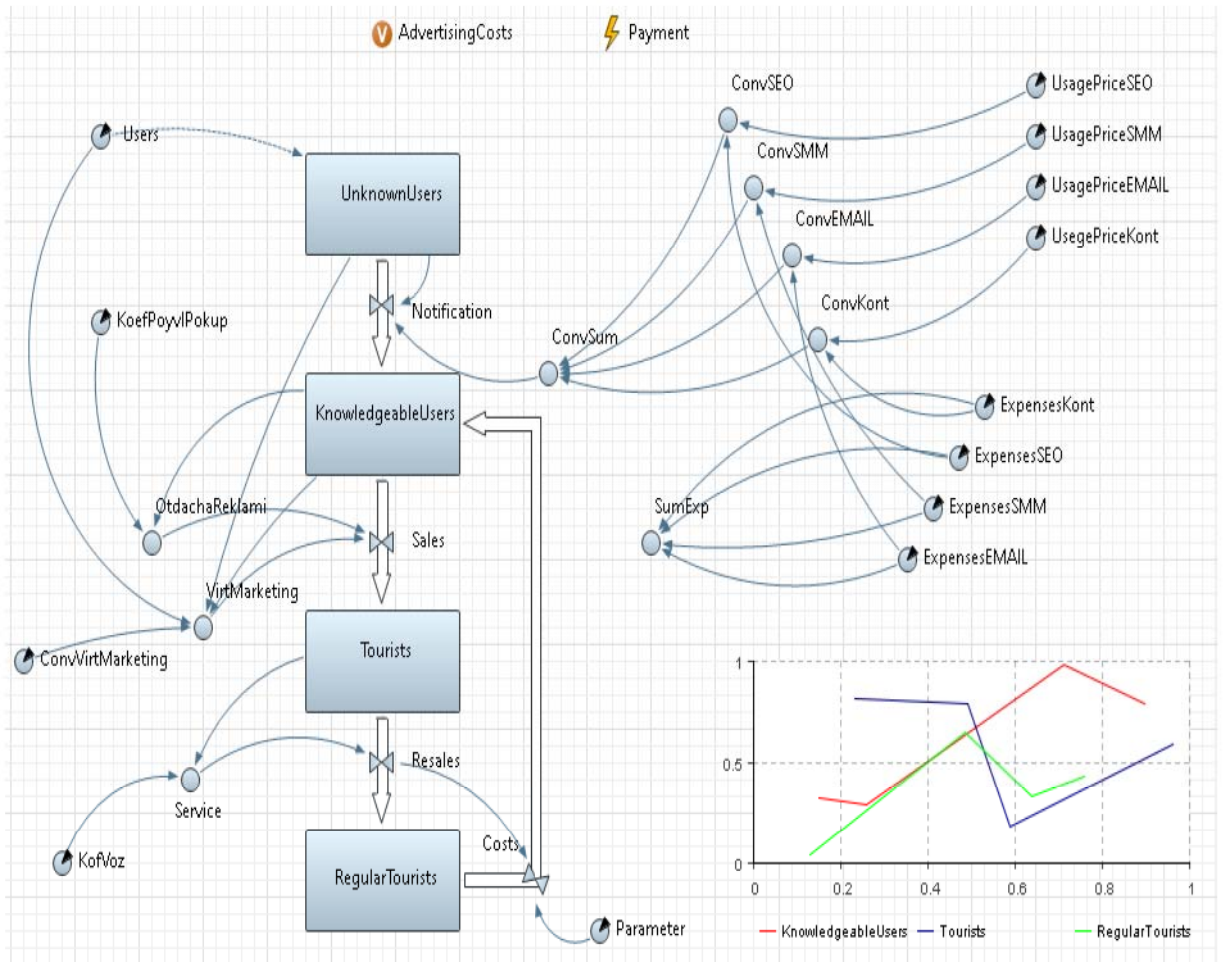 AdvertisingCosts
Payment
ConvSEO
UsagePriceSEO
Users
UsagePriceSMM
ConvSMM
UnknownUsers
UsagePriceEMAIL
ConvEMAIL
UsegePriceKont
ConvKont
Notification
KoefPoyvlPokup
ConvSum
KnowledgeableUsers
ExpensesKont
ExpensesSEO
OtdachaReklami
SumExp
ExpensesSMM
Sales
ExpensesEMAIL
VirtMarketing
ConvVirtMarketing
Tourists
Resales
Service
Costs
KofVoz
RegularTourists
Parameter
1
0.5
0
0 0.2 0.4 0.6 0.8 1
KnowledgeableUsers Tourists RegularTourists